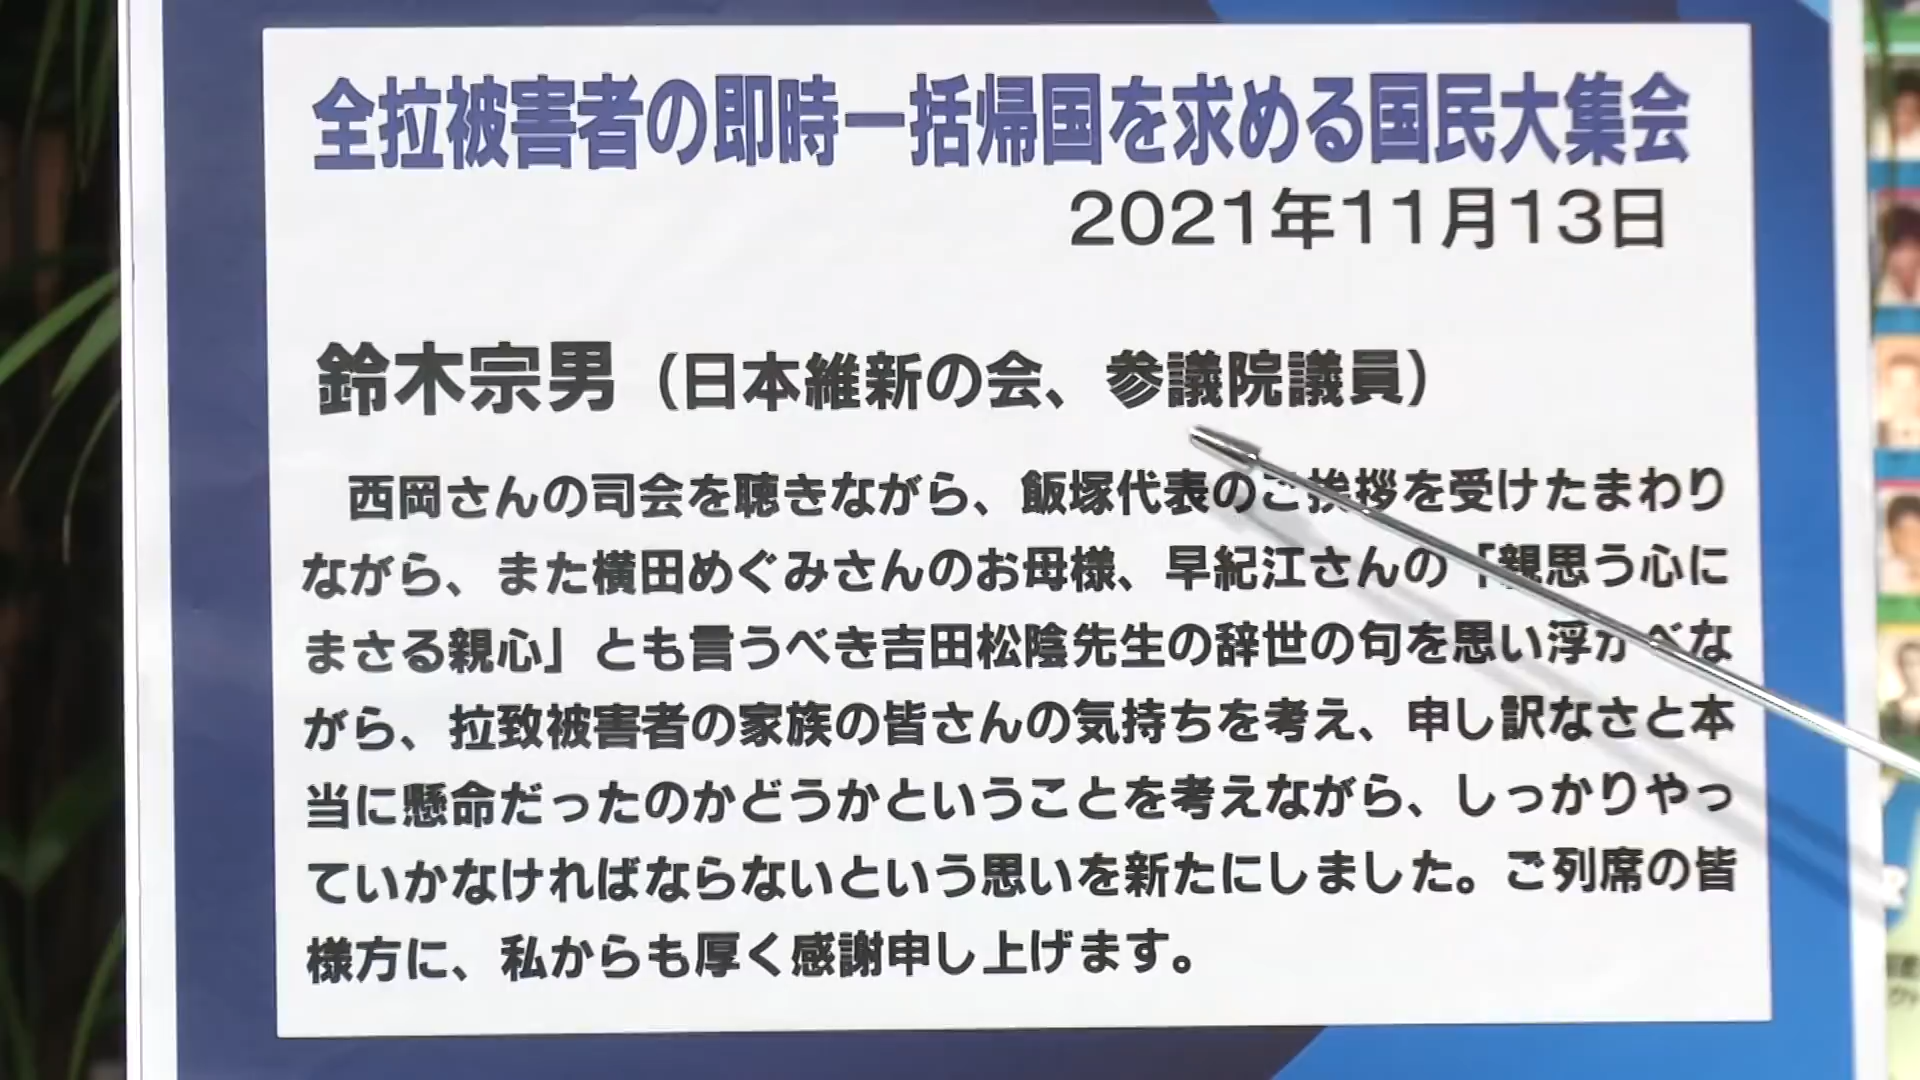 全拉被害者の即時一括帰国を求める国民大集会
2021年11月13日
鈴木宗男（日本維新の会、参議院議員）
西岡さんの司会を聴きながら、飯塚代表のご挨拶を受けたまわり
ながら、また横田めぐみさんのお母様、早紀江さんの「親思う心に
まさる親心」とも言うべき吉田松陰先生の辞世の句を思い浮かべな
がら、拉致被害者の家族の皆さんの気持ちを考え、申し訳なさと本
当に懸命だったのかどうかということを考えながら、しっかりやっ
ていかなければならないという思いを新たにしました。ご列席の皆
様方に、私からも厚く感謝申し上げます。